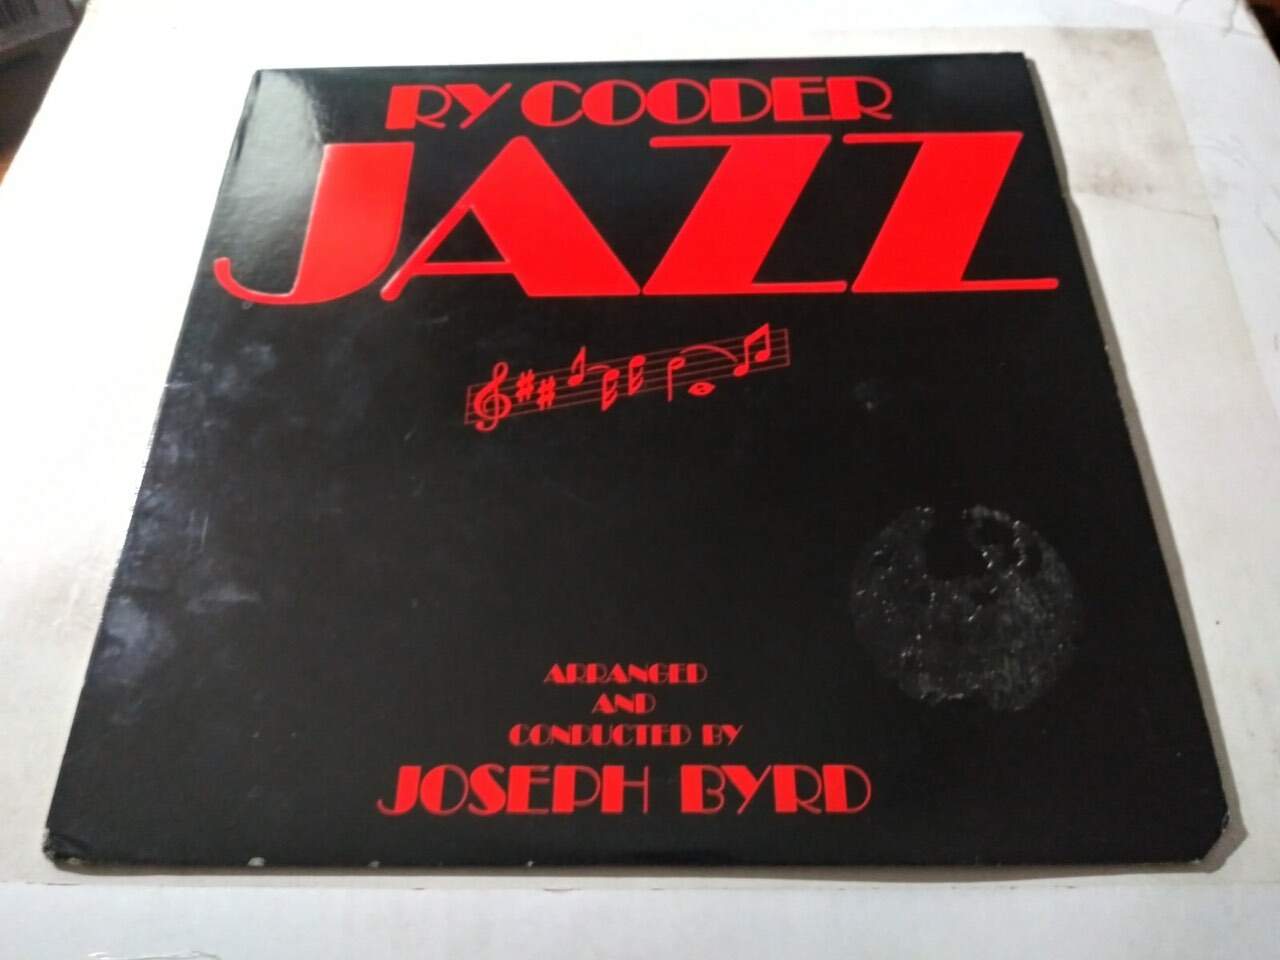 RY COODER
JAZZ
ARRANGED
AND
CONDUCTED BY
JOSEPH BYRD